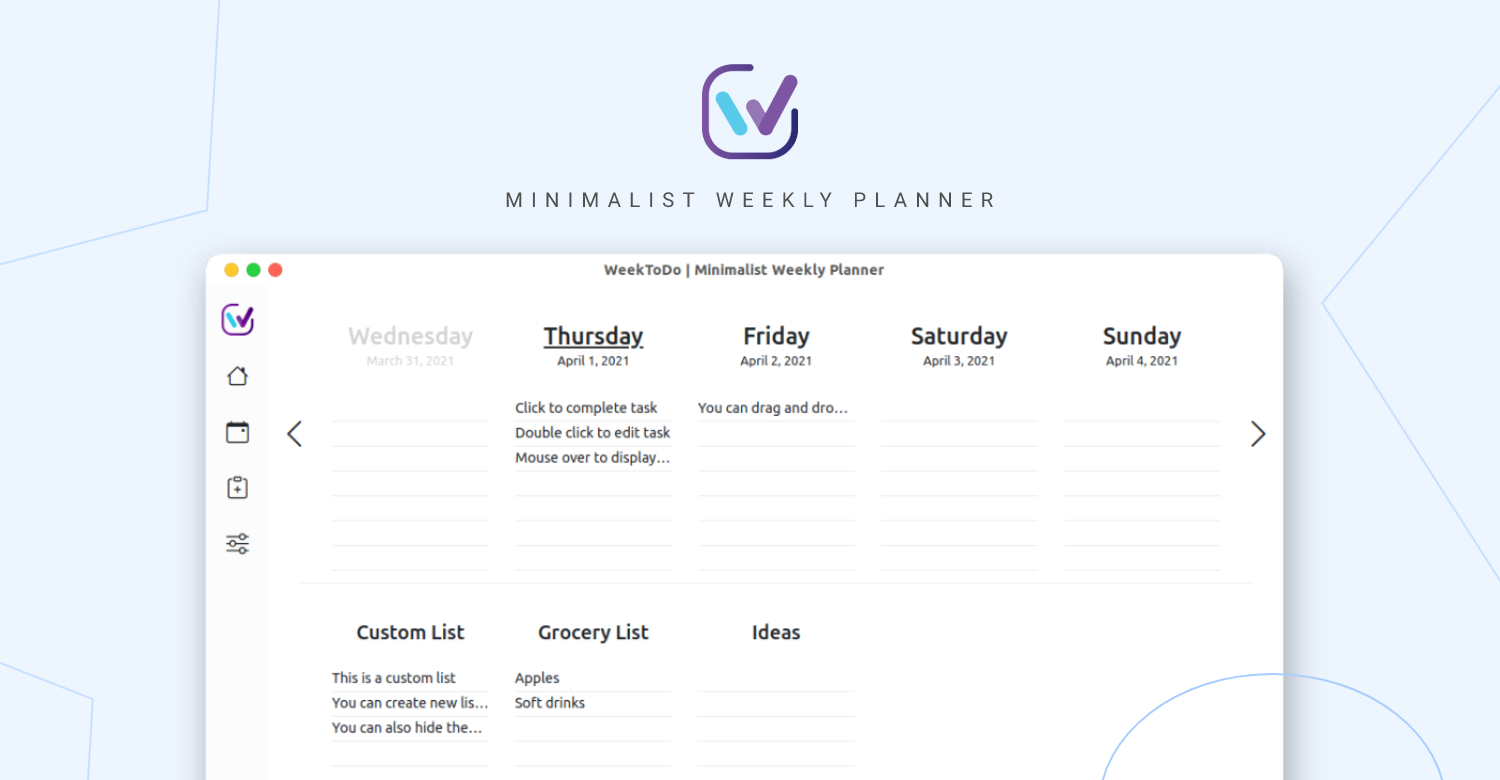 MINIMALIST WEEKLY PLANNER
WeekToDo | Minimalist Weekly Planner
Wednesday
March 31, 2021
Thursday
April 1, 2021
Friday
April 2, 2021
Saturday
April 3, 2021
Sunday
April 4, 2021
Click to complete task
Double click to edit task
Mouse over to display...
You can drag and dro...
Custom List
This is a custom list
You can create new lis...
You can also hide the...
Grocery List
Apples
Soft drinks
Ideas